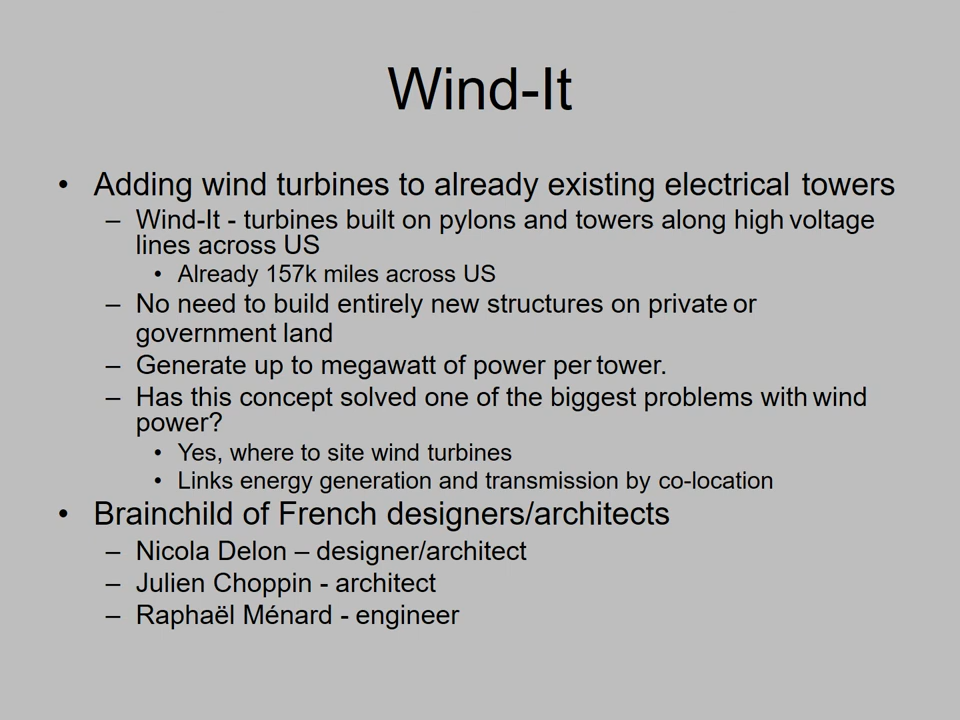 Wind-It
• Adding wind turbines to already existing electrical towers
– Wind-It - turbines built on pylons and towers along high voltage
lines across US
• Already 157k miles across US
– No need to build entirely new structures on private or
government land
– Generate up to megawatt of power per tower.
– Has this concept solved one of the biggest problems with wind
power?
• Yes, where to site wind turbines
• Links energy generation and transmission by co-location
• Brainchild of French designers/architects
– Nicola Delon – designer/architect
– Julien Choppin - architect
– Raphaël Ménard - engineer